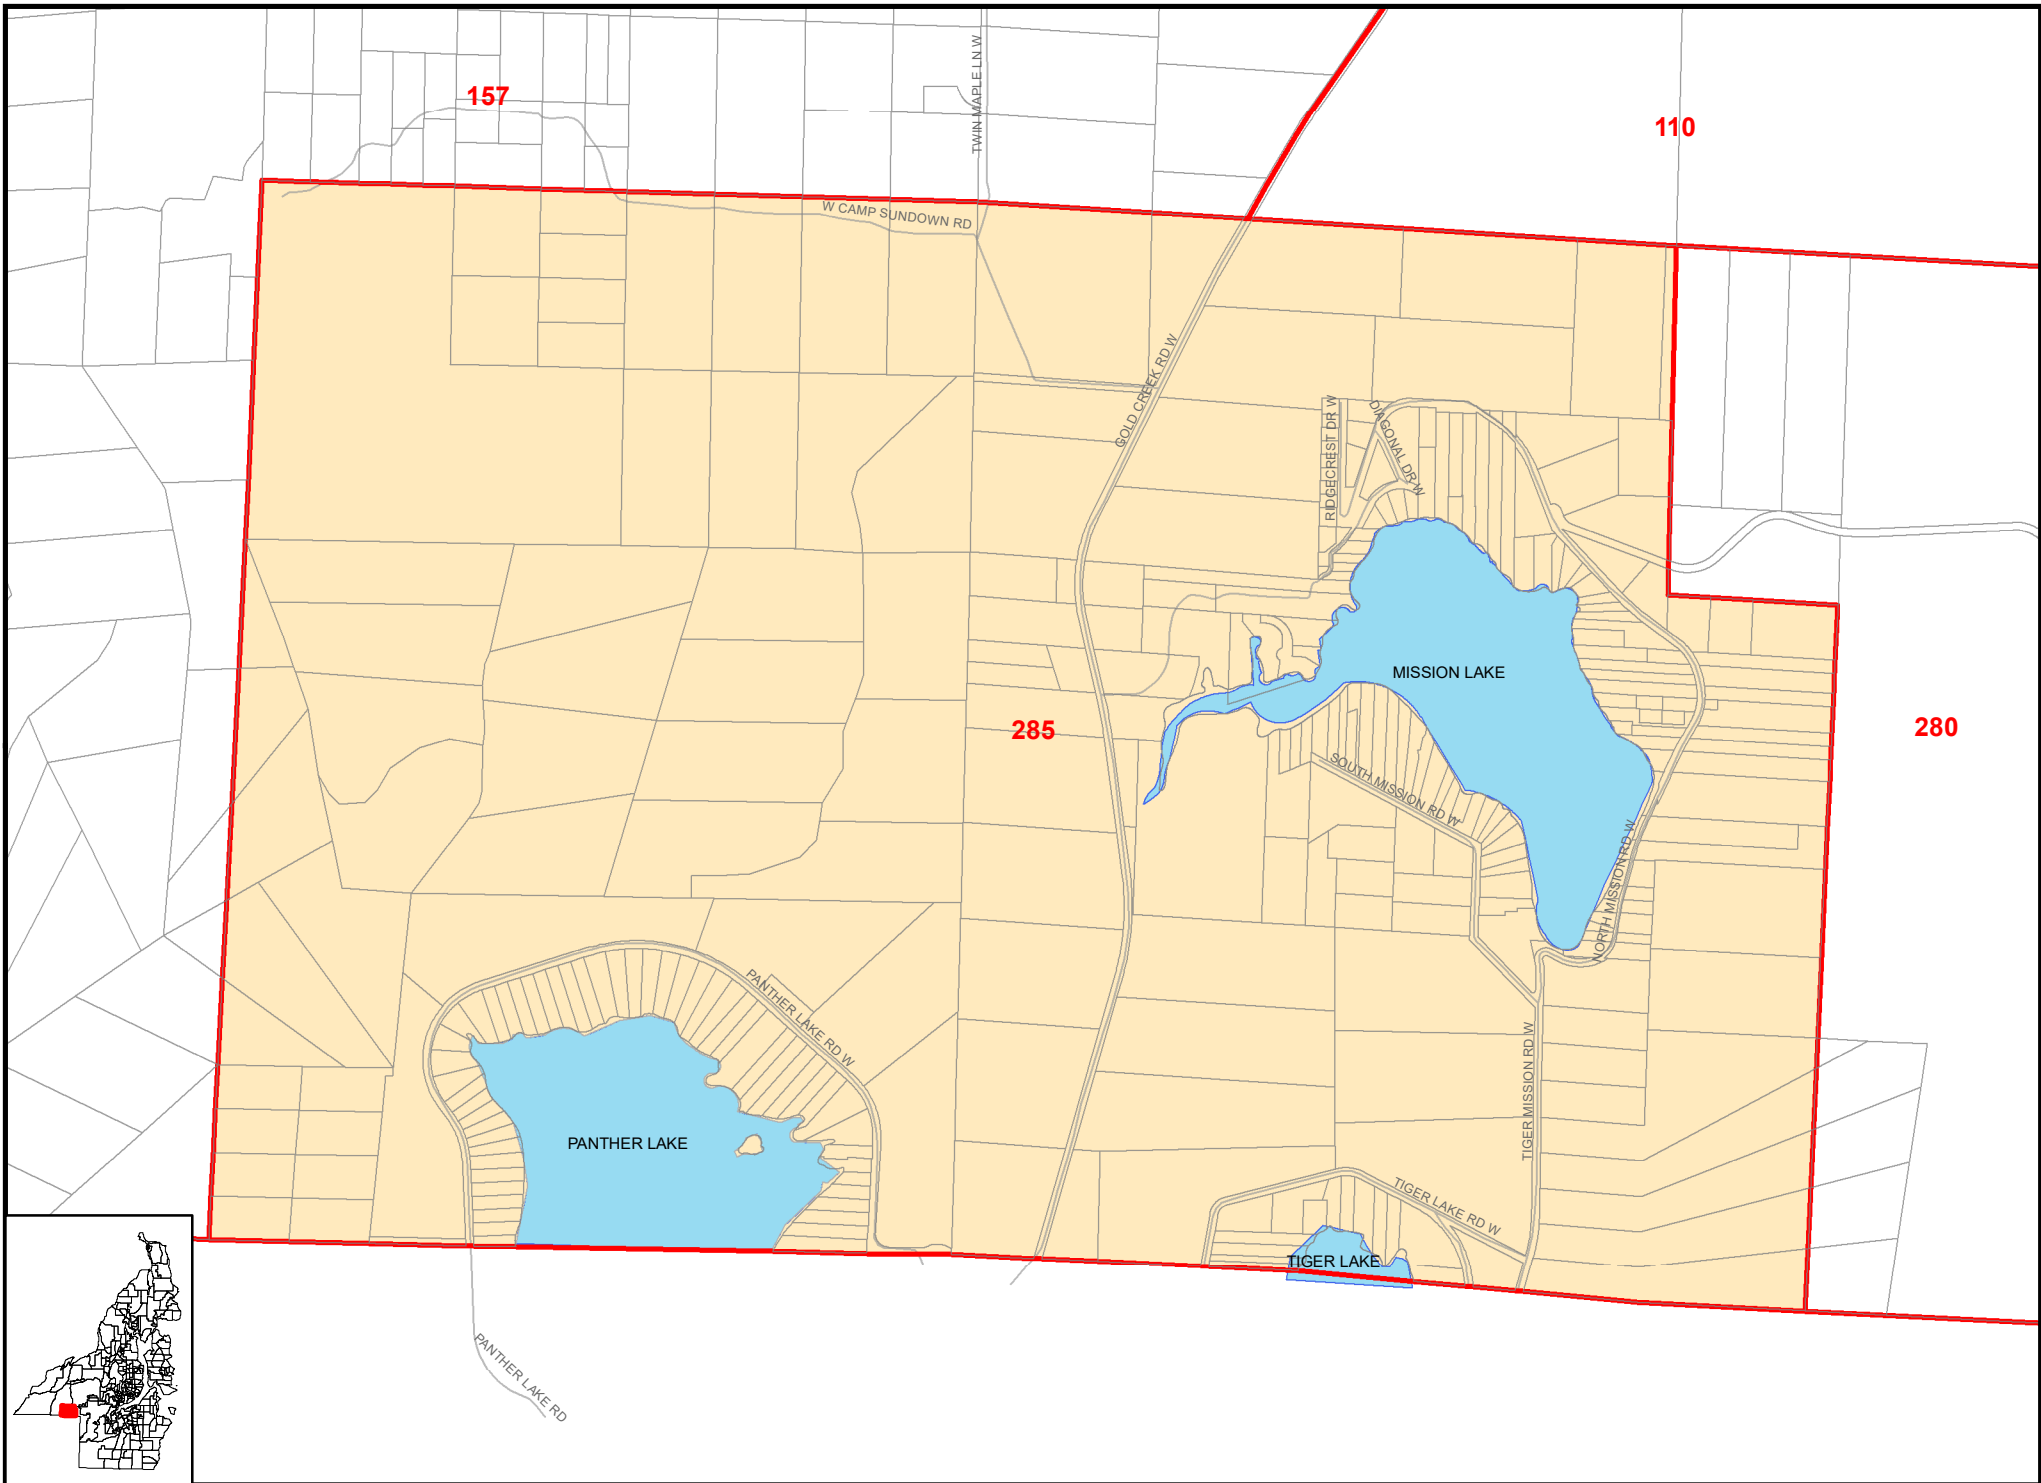 TWIN MAPLE LN W
157
110
W CAMP SUNDOWN RD
GOLD CREEK RD W
RIDGECREST DR W
DIAGONAL DR W
MISSION LAKE
285
280
SOUTH MISSION RD W
NORTH MISSION RD W
PANTHER LAKE RD W
TIGER MISSION RD W
PANTHER LAKE
TIGER LAKE RD W
TIGER LAKE
PANTHER LAKE RD